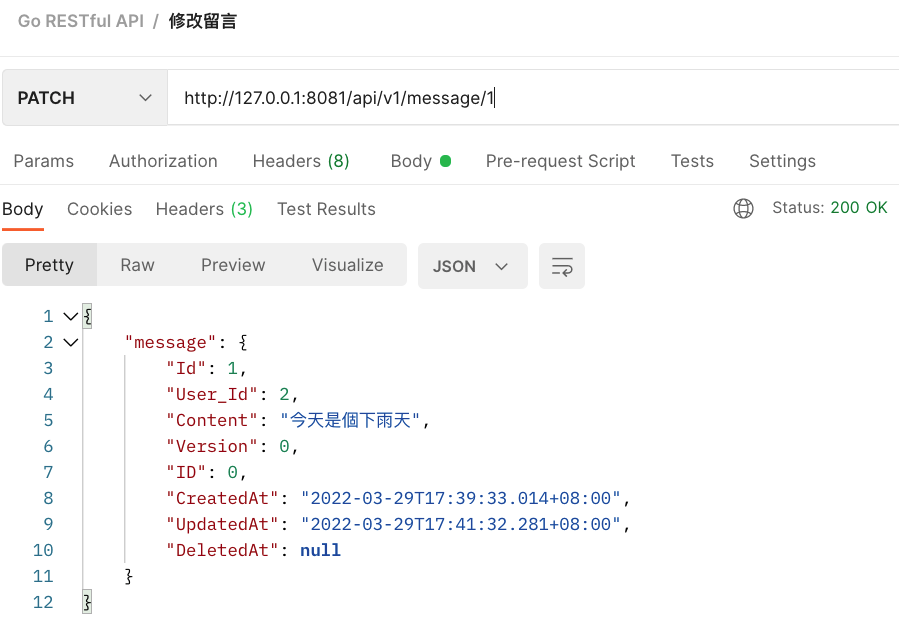 Go RESTful API / 修改留言
PATCH http://127.0.0.1:8081/api/v1/message/1
Params Authorization Headers (8) Body Pre-request Script Tests Settings
Body Cookies Headers (3) Test Results Status: 200 OK
Pretty Raw Preview Visualize JSON
1 {
2 "message": {
3 "Id": 1,
4 "User_Id": 2,
5 "Content": "今天是個下雨天",
6 "Version": 0,
7 "ID": 0,
8 "CreatedAt": "2022-03-29T17:39:33.014+08:00",
9 "UpdatedAt": "2022-03-29T17:41:32.281+08:00",
10 "DeletedAt": null
11 }
12 }